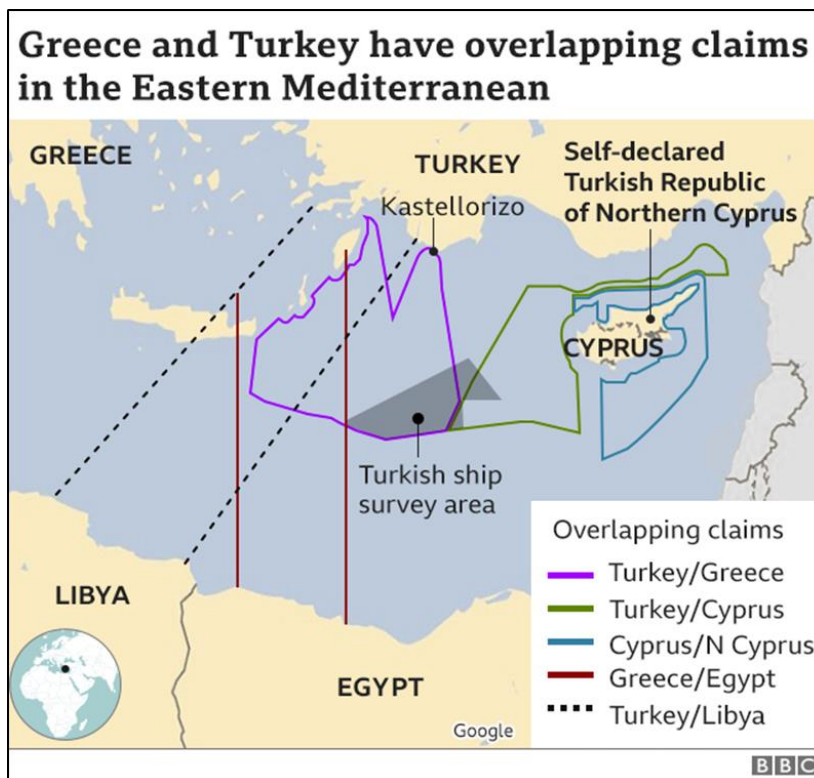 Greece and Turkey have overlapping claims
in the Eastern Mediterranean
GREECE
TURKEY
Kastellorizo
Self-declared
Turkish Republic
of Northern Cyprus
CYPRUS
Turkish ship
survey area
LIBYA
EGYPT
Google
Overlapping claims
Turkey/Greece
Turkey/Cyprus
Cyprus/N Cyprus
Greece/Egypt
Turkey/Libya
BBC